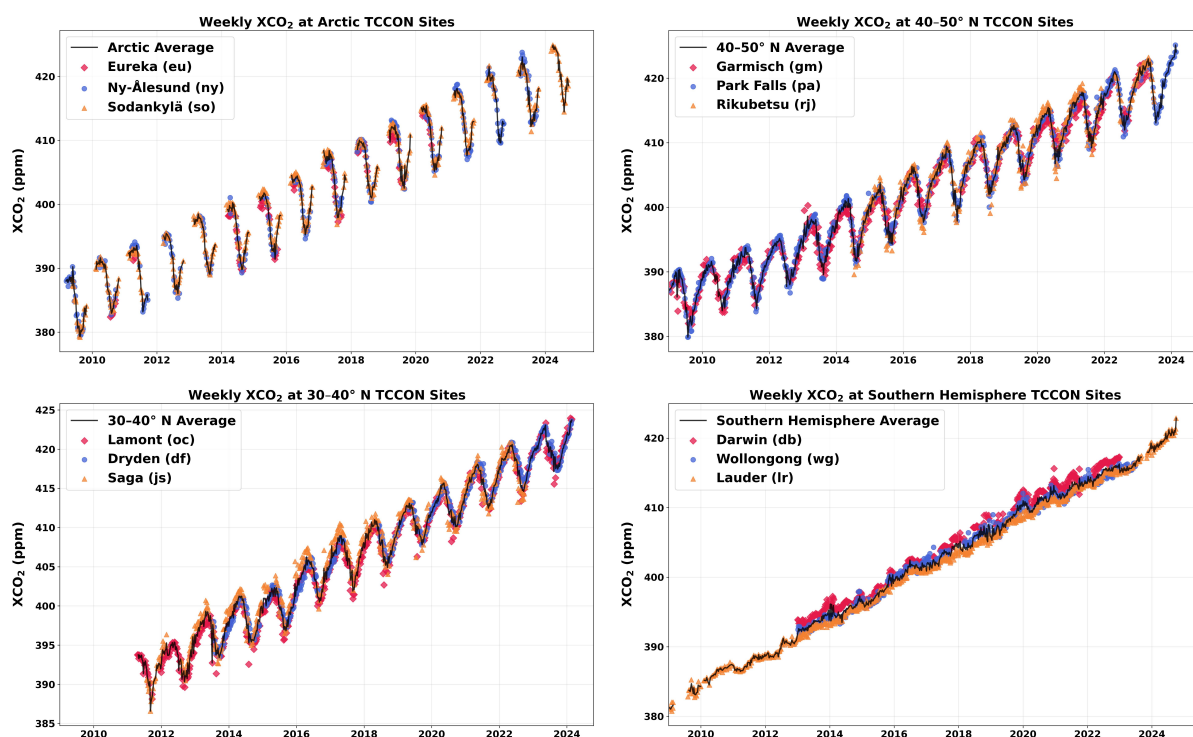 Weekly XCO₂ at Arctic TCCON Sites
Arctic Average
Eureka (eu)
Ny-Ålesund (ny)
Sodankylä (so)
XCO₂ (ppm)
420
410
400
390
380
2010 2012 2014 2016 2018 2020 2022 2024
Weekly XCO₂ at 40–50° N TCCON Sites
40–50° N Average
Garmisch (gm)
Park Falls (pa)
Rikubetsu (rj)
XCO₂ (ppm)
420
410
400
390
380
2010 2012 2014 2016 2018 2020 2022 2024
Weekly XCO₂ at 30–40° N TCCON Sites
30–40° N Average
Lamont (oc)
Dryden (df)
Saga (js)
XCO₂ (ppm)
425
420
415
410
405
400
395
390
385
2010 2012 2014 2016 2018 2020 2022 2024
Weekly XCO₂ at Southern Hemisphere TCCON Sites
Southern Hemisphere Average
Darwin (db)
Wollongong (wg)
Lauder (lr)
XCO₂ (ppm)
420
410
400
390
380
2010 2012 2014 2016 2018 2020 2022 2024